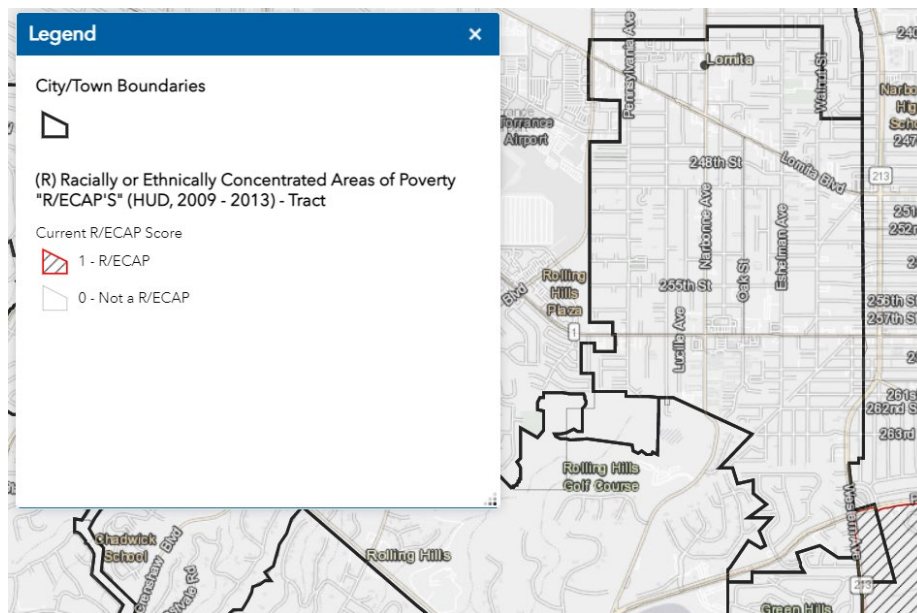 Legend
City/Town Boundaries
(R) Racially or Ethnically Concentrated Areas of Poverty
"R/ECAP'S" (HUD, 2009 - 2013) - Tract
Current R/ECAP Score
1 - R/ECAP
0 - Not a R/ECAP
Pennsylvania Ave
Lomita
Walnut St
240
Narbo
Hig
Scho
247
Torrance
Airport
248th St
Lomita Blvd
213
251
252n
Narbonne Ave
Eshelman Ave
Oak St
255th St
Rolling
Hills
Plaza
Blvd
1
256th St
257th St
Lucille Ave
261s
262nd S
263rd
Rolling Hills
Golf Course
Western Ave
213
Green Hills
Chadwick
School
Crenshaw Blvd
Rolling Hills